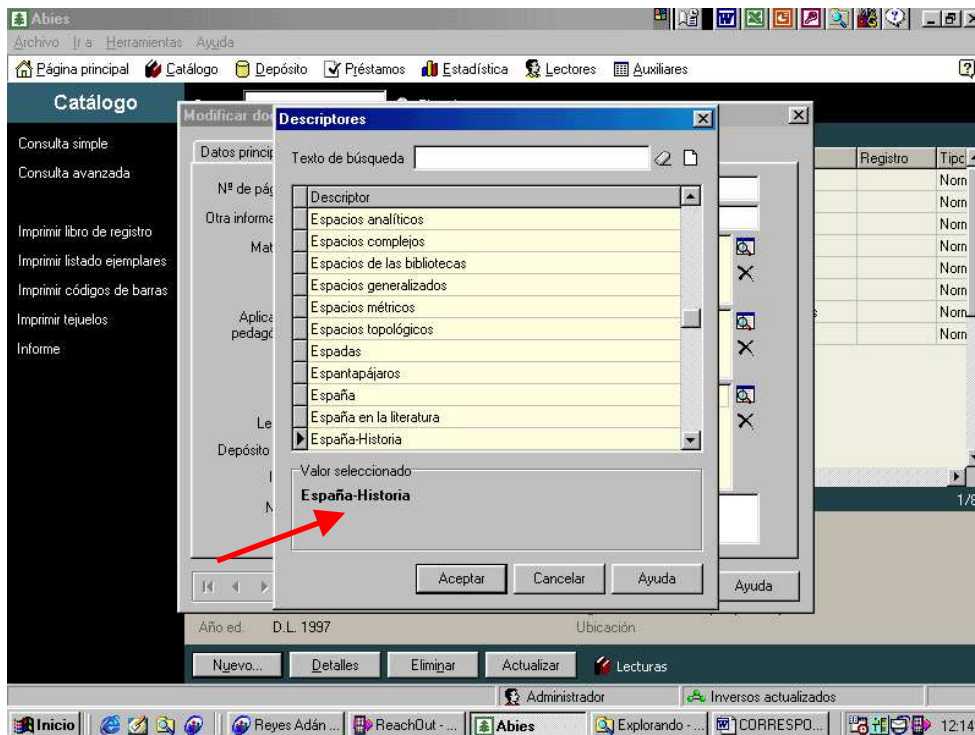 Abies
Archivo Ir a Herramientas Ayuda
Página principal Catálogo Depósito Préstamos Estadística Lectores Auxiliares
Catálogo
Consulta simple
Consulta avanzada
Imprimir libro de registro
Imprimir listado ejemplares
Imprimir códigos de barras
Imprimir tejuelos
Informe
Modificar do
Datos princip
Nº de pág
Otra informa
Mat
Aplica
pedagó
Le
Depósito
N
Descriptores
Texto de búsqueda
Descriptor
Espacios analíticos
Espacios complejos
Espacios de las bibliotecas
Espacios generalizados
Espacios métricos
Espacios topológicos
Espadas
Espantapájaros
España
España en la literatura
España-Historia
Valor seleccionado
España-Historia
Aceptar Cancelar Ayuda
Ayuda
Registro Tipo
Norn
Norn
Norn
Norn
Norn
Norn
Norn
Norn
1/8
Año ed. D.L. 1997 Ubicación
Nuevo... Detalles Eliminar Actualizar Lecturas
Administrador Inversos actualizados
Inicio Reyes Adán ... ReachOut - ... Abies Explorando - ... CORRESPO... 12:14